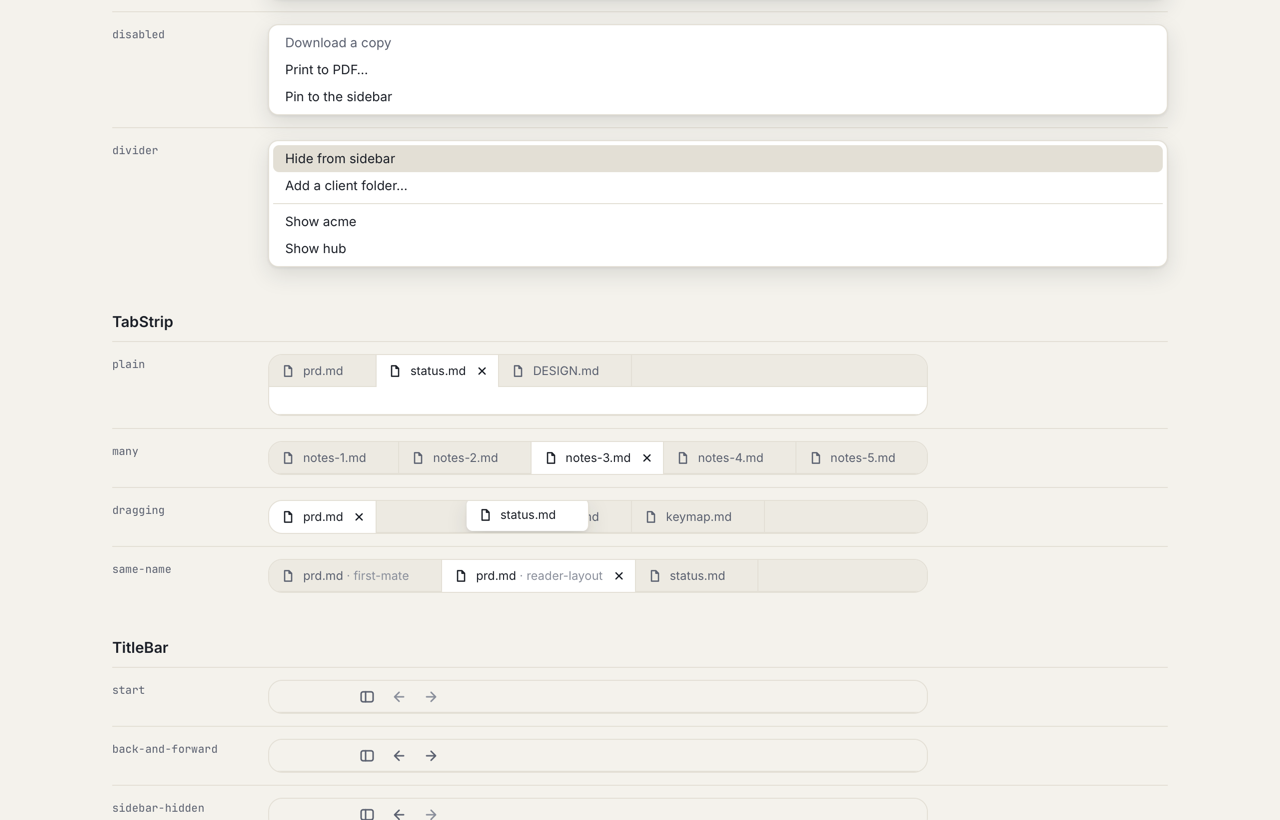 disabled
Download a copy
Print to PDF...
Pin to the sidebar
divider
Hide from sidebar
Add a client folder...
Show acme
Show hub
TabStrip
plain
prd.md status.md DESIGN.md
many
notes-1.md notes-2.md notes-3.md notes-4.md notes-5.md
dragging
prd.md status.md keymap.md
same-name
prd.md · first-mate prd.md · reader-layout status.md
TitleBar
start
back-and-forward
sidebar-hidden